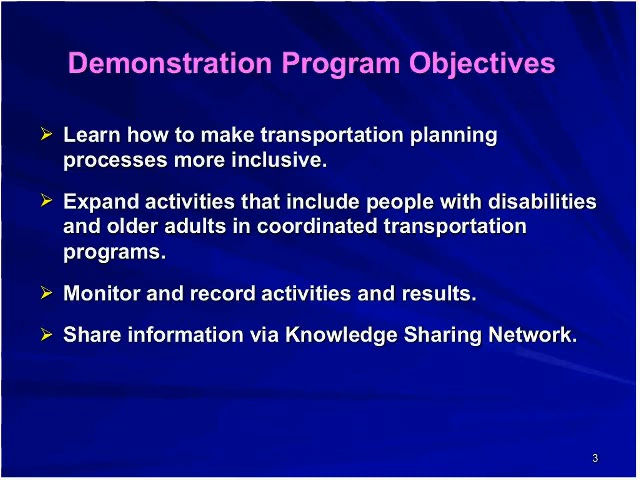 Demonstration Program Objectives
➢ Learn how to make transportation planning
processes more inclusive.
➢ Expand activities that include people with disabilities
and older adults in coordinated transportation
programs.
➢ Monitor and record activities and results.
➢ Share information via Knowledge Sharing Network.
3